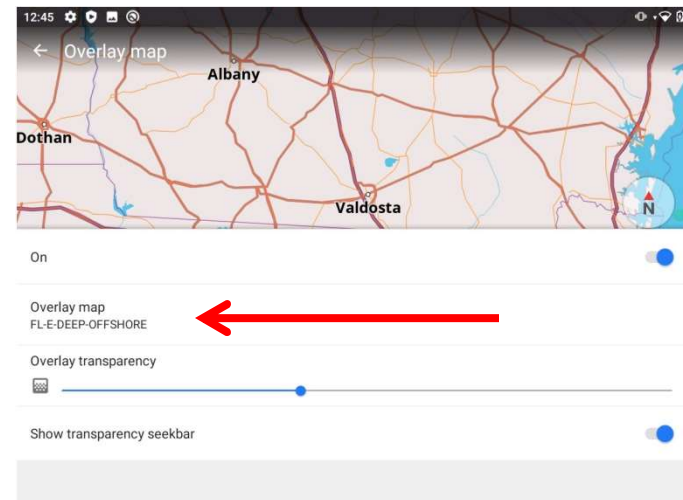 12:45
Overlay map
Albany
Dothan
Valdosta
N
On
Overlay map
FL-E-DEEP-OFFSHORE
Overlay transparency
Show transparency seekbar